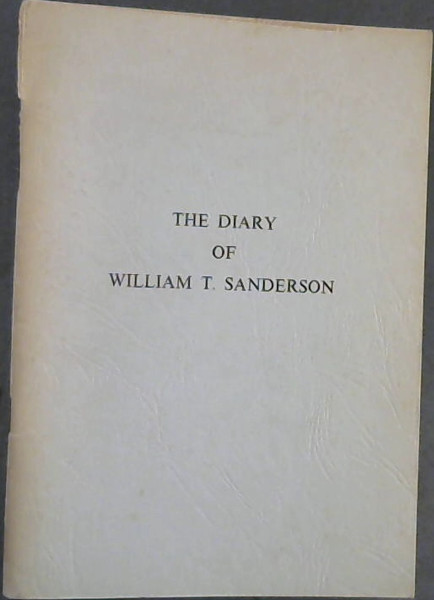 THE DIARY
OF
WILLIAM T. SANDERSON